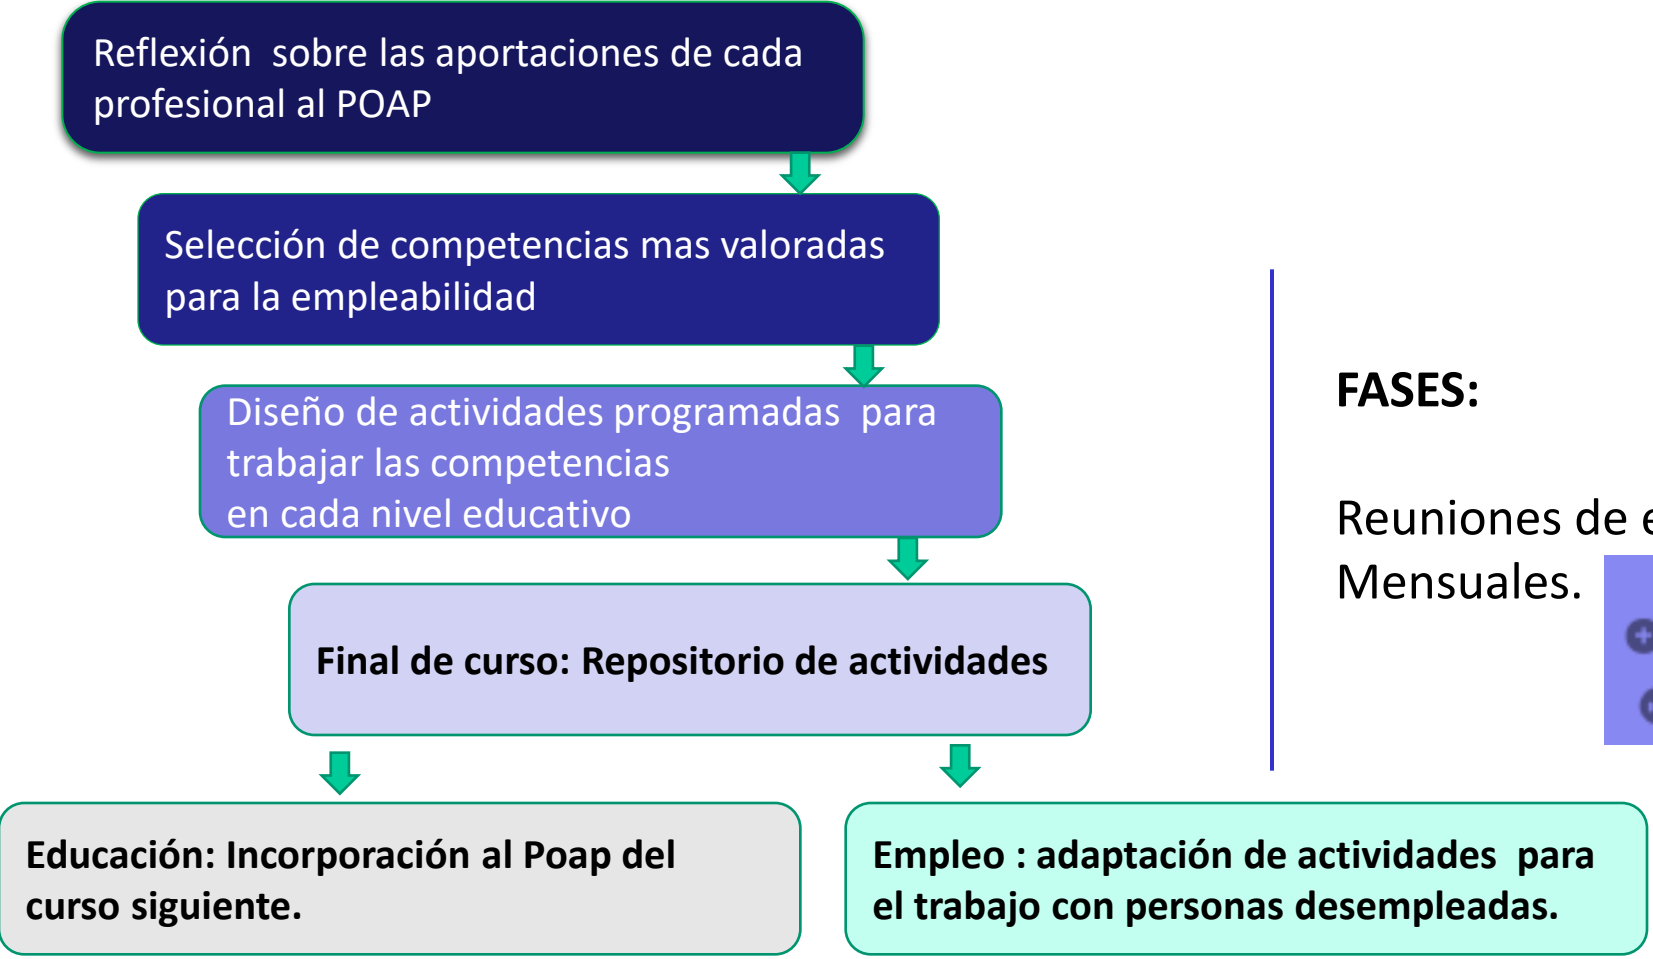 Reflexión sobre las aportaciones de cada
profesional al POAP
Selección de competencias mas valoradas
para la empleabilidad
Diseño de actividades programadas para
trabajar las competencias
en cada nivel educativo
Final de curso: Repositorio de actividades
Educación: Incorporación al Poap del
curso siguiente.
Empleo : adaptación de actividades para
el trabajo con personas desempleadas.
FASES:
Reuniones de
Mensuales.